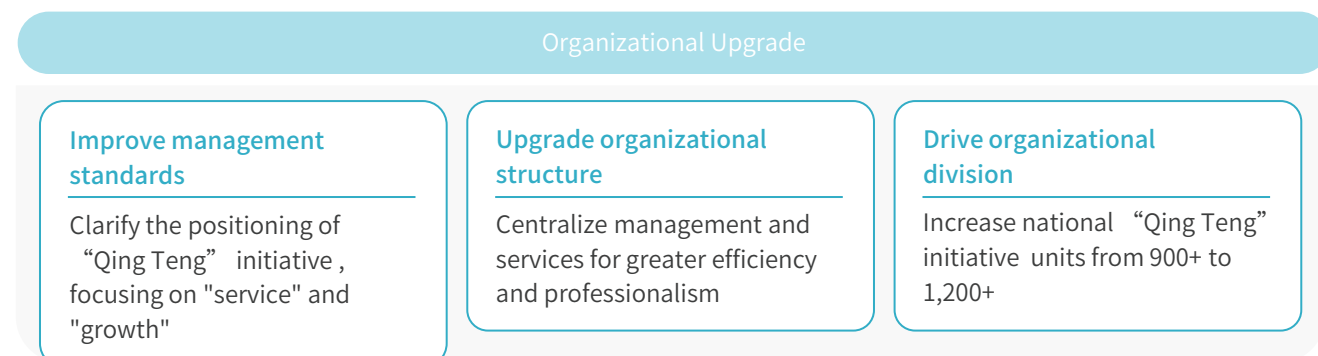 Organizational Upgrade
Improve management
standards
Clarify the positioning of
“Qing Teng” initiative ,
focusing on "service" and
"growth"
Upgrade organizational
structure
Centralize management and
services for greater efficiency
and professionalism
Drive organizational
division
Increase national “Qing Teng”
initiative units from 900+ to
1,200+